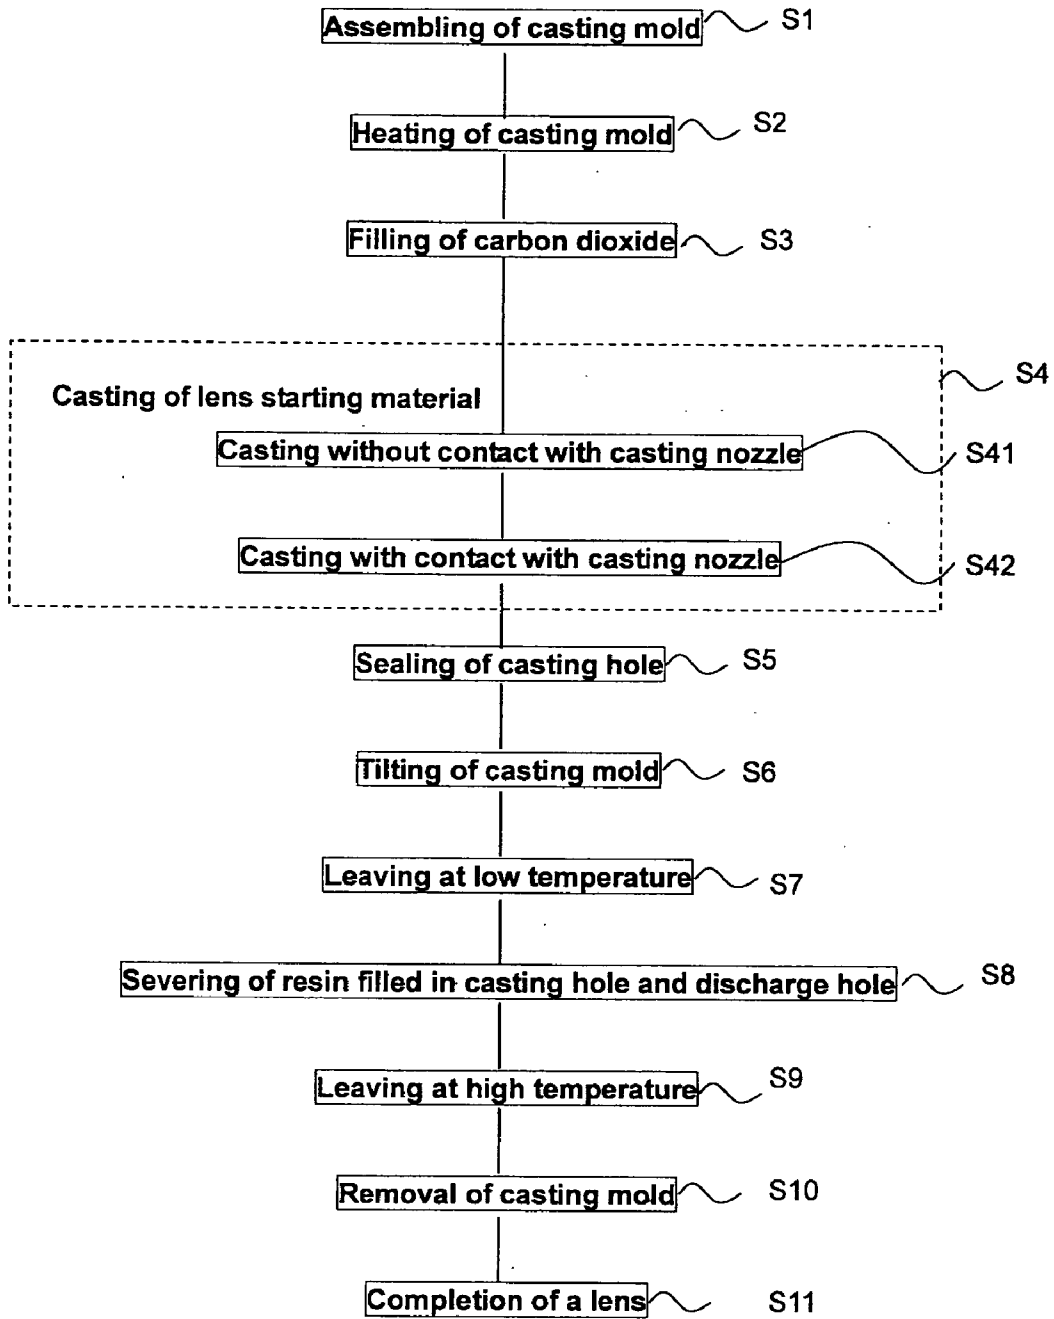 Assembling of casting mold S1
Heating of casting mold S2
Filling of carbon dioxide S3
S4
Casting of lens starting material
Casting without contact with casting nozzle S41
Casting with contact with casting nozzle S42
Sealing of casting hole S5
Tilting of casting mold S6
Leaving at low temperature S7
Severing of resin filled in casting hole and discharge hole S8
Leaving at high temperature S9
Removal of casting mold S10
Completion of a lens S11